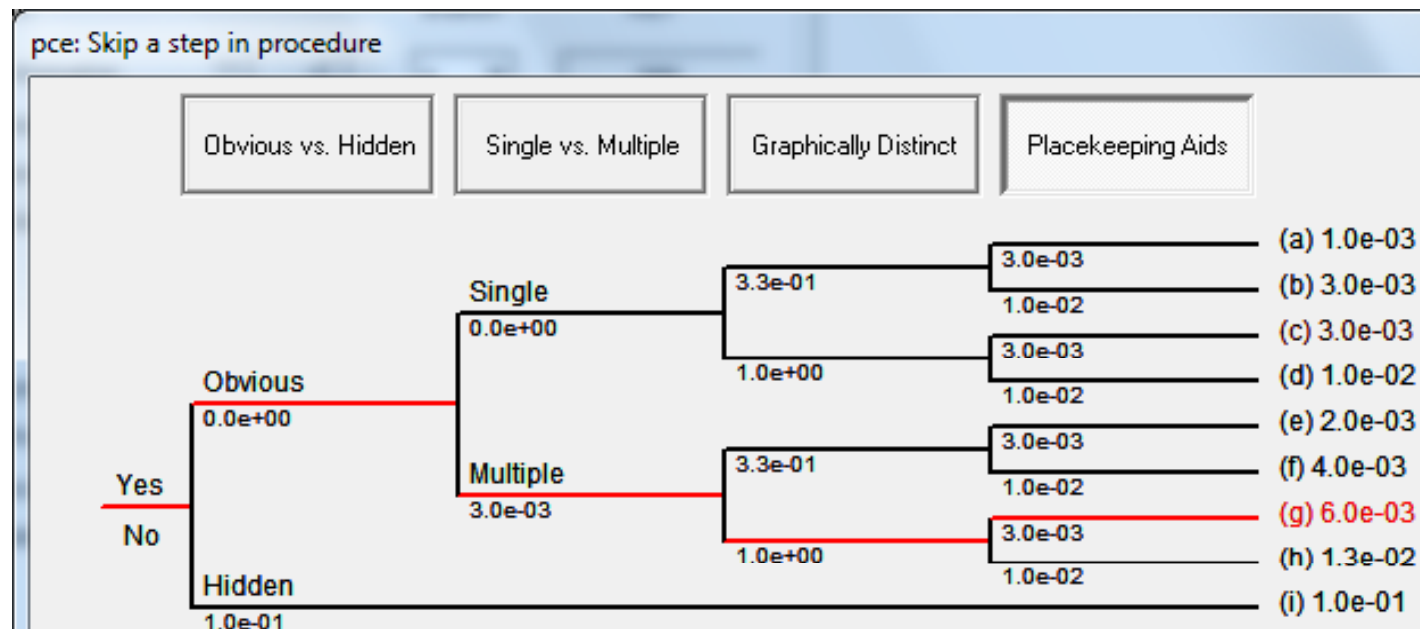 pce: Skip a step in procedure
Obvious vs. Hidden
Single vs. Multiple
Graphically Distinct
Placekeeping Aids
(a) 1.0e-03
3.0e-03
3.3e-01
Single
(b) 3.0e-03
1.0e-02
0.0e+00
(c) 3.0e-03
3.0e-03
1.0e+00
Obvious
(d) 1.0e-02
1.0e-02
0.0e+00
(e) 2.0e-03
3.0e-03
3.3e-01
Multiple
(f) 4.0e-03
Yes
1.0e-02
3.0e-03
(g) 6.0e-03
No
3.0e-03
1.0e+00
(h) 1.3e-02
1.0e-02
Hidden
(i) 1.0e-01
1.0e-01